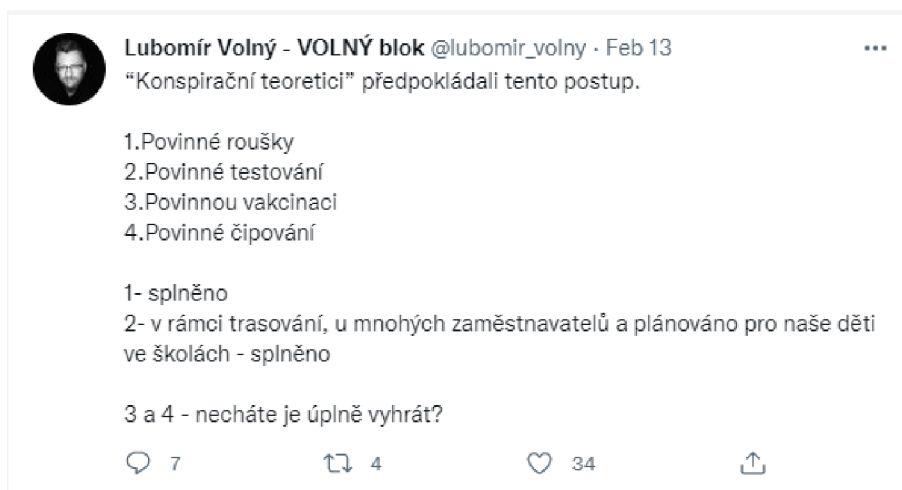 Lubomír Volný - VOLNÝ blok @lubomir_volny · Feb 13
“Konspirační teoretici” předpokládali tento postup.
1.Povinné roušky
2.Povinné testování
3.Povinnou vakcinaci
4.Povinné čipování
1- splněno
2- v rámci trasování, u mnohých zaměstnavatelů a plánováno pro naše děti
ve školách - splněno
3 a 4 - necháte je úplně vyhrát?
7 4 34